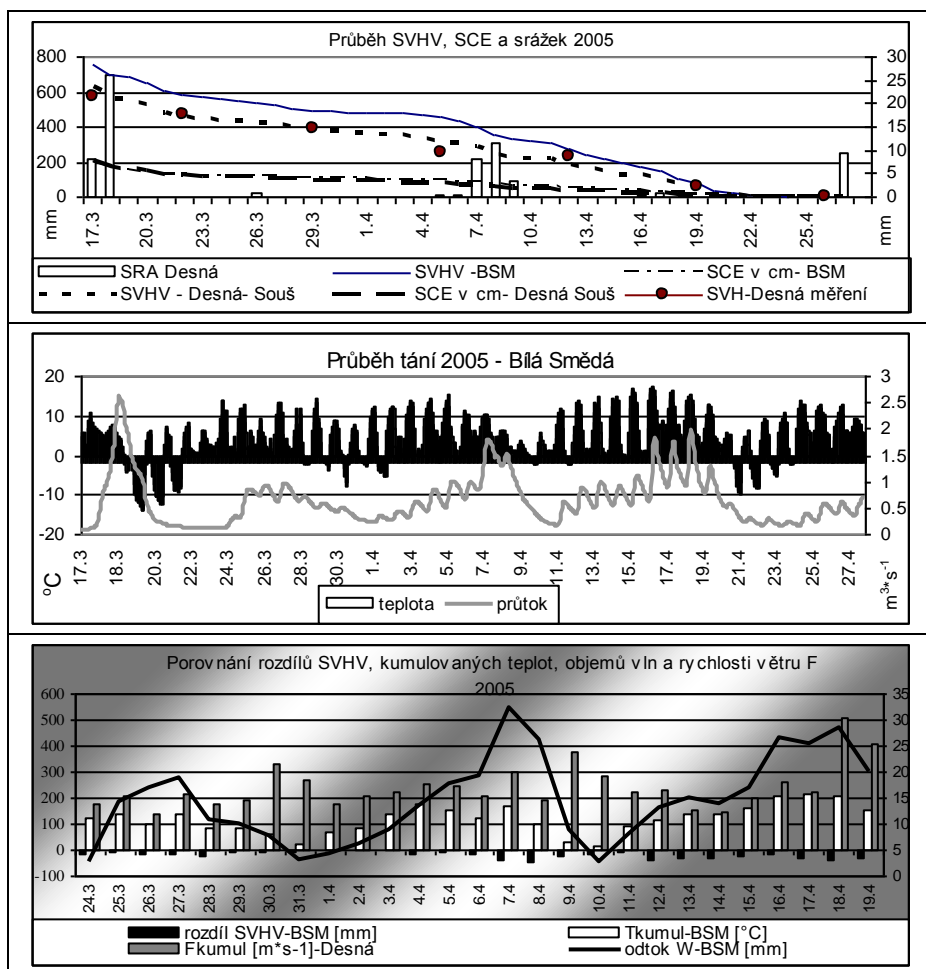 Průběh SVHV, SCE a srážek 2005
800 600 400 200 0
30 25 20 15 10 5 0
mm
17.3 20.3 23.3 26.3 29.3 1.4 4.4 7.4 10.4 13.4 16.4 19.4 22.4 25.4
mm
SRA Desná SVHV -BSM SCE v cm- BSM
SVHV - Desná- Souš SCE v cm- Desná Souš SVH-Desná měření
Průběh tání 2005 - Bílá Smědá
20 10 0 -10 -20
3 2.5 2 1.5 1 0.5 0
17.3 18.3 20.3 21.3 24.3 25.3 27.3 28.3 30.3 1.4 2.4 4.4 5.4 7.4 9.4 11.4 13.4 14.4 16.4 18.4 19.4 21.4 23.4 25.4 27.4
°C
m³*s⁻¹
teplota průtok
Porovnání rozdílů SVHV, kumulovaných teplot, objemů vln a rychlosti větru F
2005
600 500 400 300 200 100 0 -100
35 30 25 20 15 10 5 0
24.3 25.3 26.3 27.3 28.3 29.3 30.3 31.3 1.4 2.4 3.4 4.4 5.4 6.4 7.4 8.4 9.4 10.4 11.4 12.4 13.4 14.4 15.4 16.4 17.4 18.4 19.4
rozdíl SVHV-BSM [mm] Tkumul-BSM [°C]
Fkumul [m*s-1]-Desná odtok W-BSM [mm]